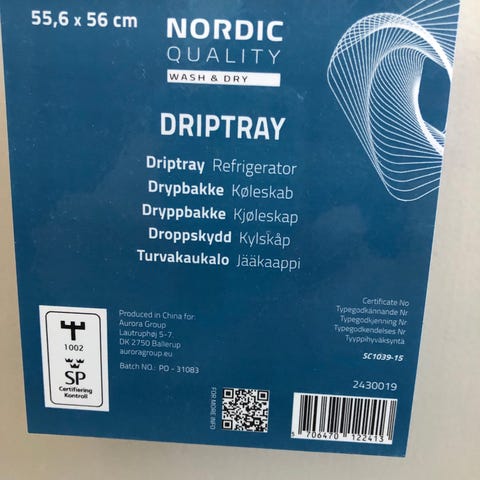 55,6 x 56 cm
NORDIC
QUALITY
WASH & DRY
DRIPTRAY
Driptray Refrigerator
Drypbakke Køleskab
Dryppbakke Kjøleskap
Droppskydd Kylskåp
Turvakaukalo Jääkaappi
Certificate No
Typegodkännande Nr
Typegodkjenning Nr
Typegodkendelses Nr
Tyyppihyväksyntä
SC1039-15
1002
SP
Certifiering
Kontroll
Produced in China for:
Aurora Group
Lautruphøj 5-7
DK 2750 Ballerup
auroragroup.eu
Batch NO.: PO - 31083
FOR MORE INFO
2430019
5 706470 122413